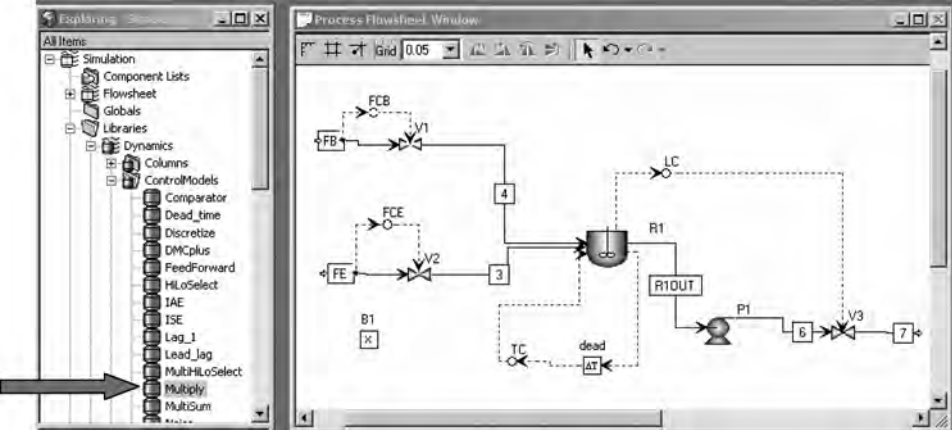 Exploring - Simulation
All Items
Simulation
Component Lists
Flowsheet
Globals
Libraries
Dynamics
Columns
ControlModels
Comparator
Dead_time
Discretize
DMCplus
FeedForward
HiLoSelect
IAE
ISE
Lag_1
Lead_lag
MultiHiLoSelect
Multiply
MultiSum
Process Flowsheet Window
Grid 0.05
FCB
FB
V1
LC
4
FCE
R1
FE
V2
3
R1OUT
B1
X
P1
V3
6
7
TC
dead
ΔT